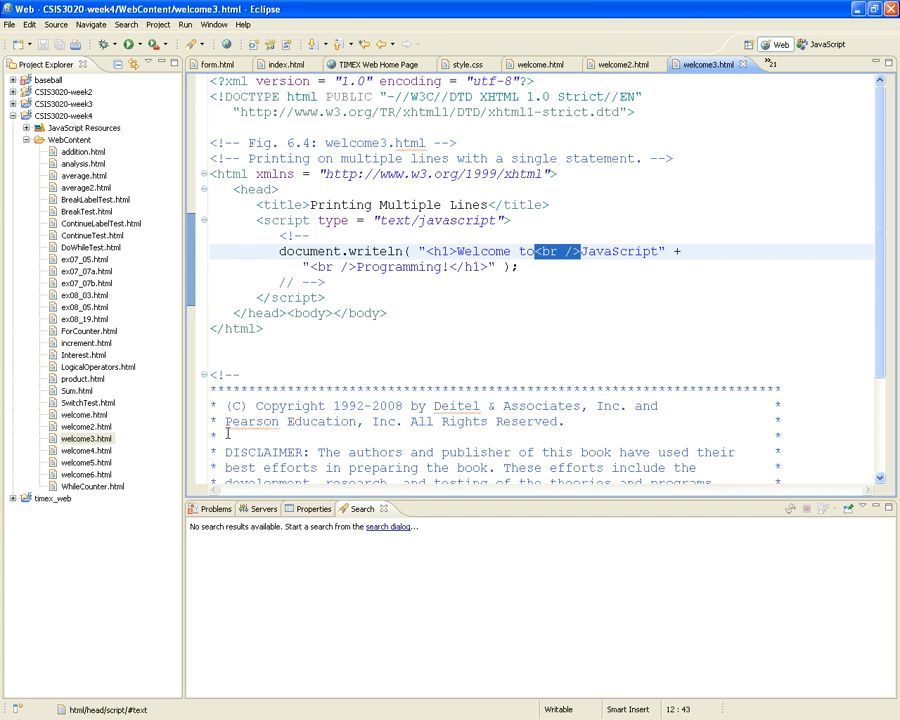 Web - CSIS3020-week4/WebContent/welcome3.html - Eclipse
File Edit Source Navigate Search Project Run Window Help
Web JavaScript
Project Explorer
form.html index.html TIMEX Web Home Page style.css welcome.html welcome2.html welcome3.html »21
baseball
CSIS3020-week2
CSIS3020-week3
CSIS3020-week4
JavaScript Resources
WebContent
addition.html
analysis.html
average.html
average2.html
BreakLabelTest.html
BreakTest.html
ContinueLabelTest.html
ContinueTest.html
DoWhileTest.html
ex07_05.html
ex07_07a.html
ex07_07b.html
ex08_03.html
ex08_05.html
ex08_19.html
ForCounter.html
increment.html
Interest.html
LogicalOperators.html
product.html
Sum.html
SwitchTest.html
welcome.html
welcome2.html
welcome3.html
welcome4.html
welcome5.html
welcome6.html
WhileCounter.html
timex_web
<?xml version = "1.0" encoding = "utf-8"?>
<!DOCTYPE html PUBLIC "-//W3C//DTD XHTML 1.0 Strict//EN"
"http://www.w3.org/TR/xhtml1/DTD/xhtml1-strict.dtd">
<!-- Fig. 6.4: welcome3.html -->
<!-- Printing on multiple lines with a single statement. -->
<html xmlns = "http://www.w3.org/1999/xhtml">
<head>
<title>Printing Multiple Lines</title>
<script type = "text/javascript">
<!--
document.writeln( "<h1>Welcome to<br />JavaScript" +
"<br />Programming!</h1>" );
// -->
</script>
</head><body></body>
</html>
<!--
**************************************************************************
* (C) Copyright 1992-2008 by Deitel & Associates, Inc. and *
* Pearson Education, Inc. All Rights Reserved. *
* *
* DISCLAIMER: The authors and publisher of this book have used their *
* best efforts in preparing the book. These efforts include the *
* development, research, and testing of the theories and programs *
Problems Servers Properties Search
No search results available. Start a search from the search dialog...
html/head/script/#text Writable Smart Insert 12 : 43